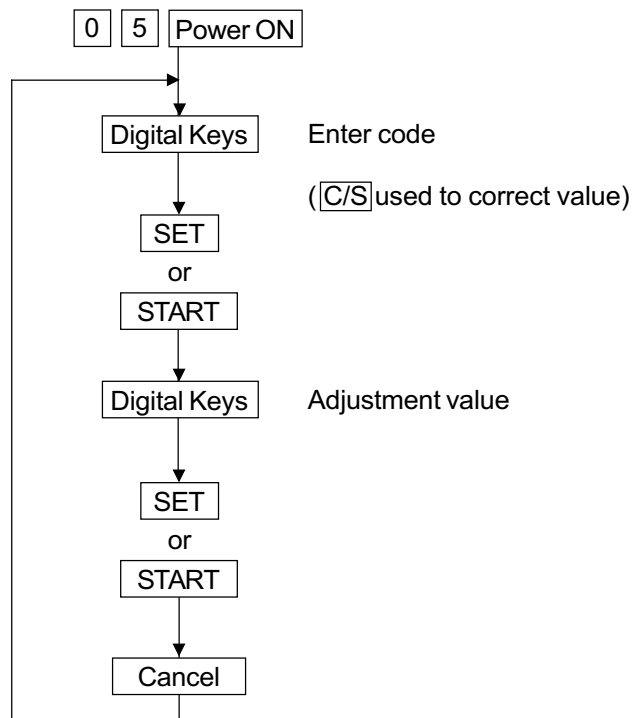 0 5 Power ON
Digital Keys Enter code
(C/S used to correct value)
SET
or
START
Digital Keys Adjustment value
SET
or
START
Cancel